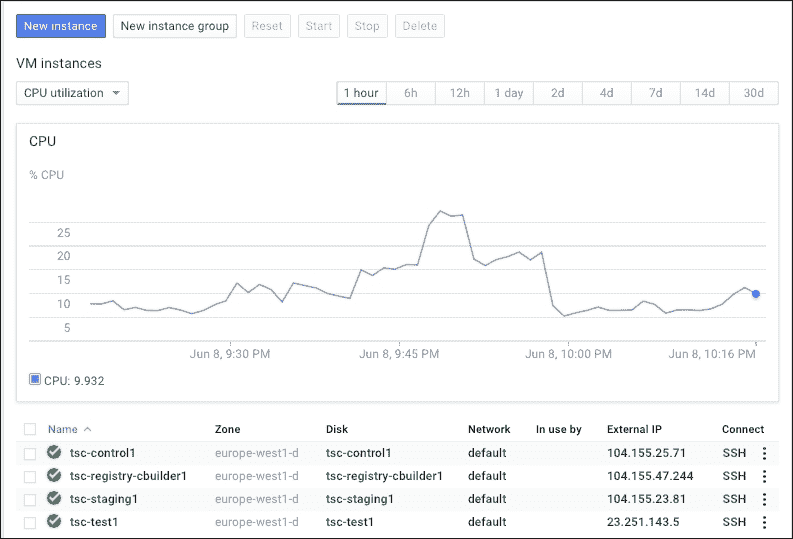 New instance New instance group Reset Start Stop Delete
VM instances
CPU utilization 1 hour 6h 12h 1 day 2d 4d 7d 14d 30d
CPU
% CPU
25
20
15
10
5
Jun 8, 9:30 PM Jun 8, 9:45 PM Jun 8, 10:00 PM Jun 8, 10:16 PM
CPU: 9.932
Name Zone Disk Network In use by External IP Connect
tsc-control1 europe-west1-d tsc-control1 default 104.155.25.71 SSH
tsc-registry-cbuilder1 europe-west1-d tsc-registry-cbuilder1 default 104.155.47.244 SSH
tsc-staging1 europe-west1-d tsc-staging1 default 104.155.23.81 SSH
tsc-test1 europe-west1-d tsc-test1 default 23.251.143.5 SSH